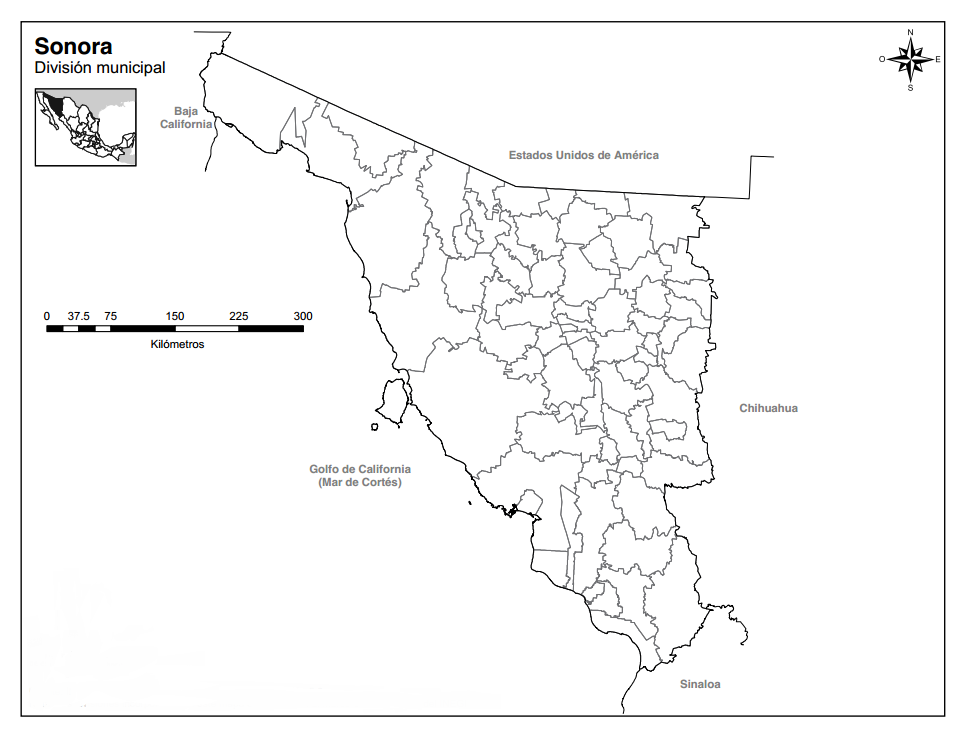 Sonora
División municipal
N
O
E
S
Baja
California
Estados Unidos de América
0 37.5 75 150 225 300
Kilómetros
Chihuahua
Golfo de California
(Mar de Cortés)
Sinaloa